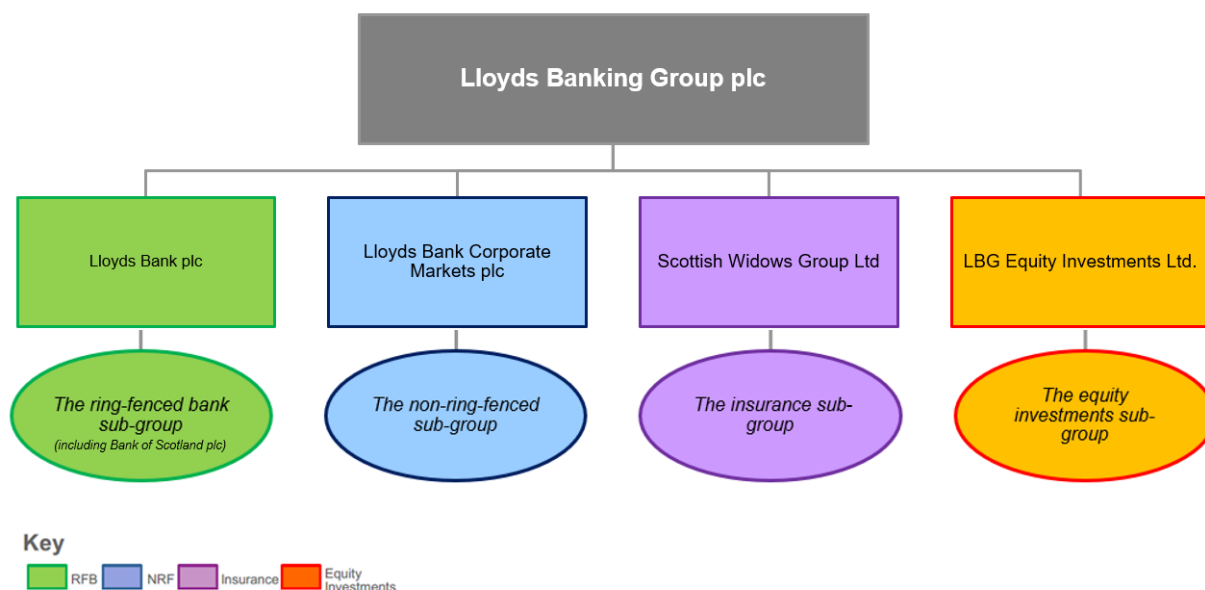 Lloyds Banking Group plc
Lloyds Bank plc
Lloyds Bank Corporate
Markets plc
Scottish Widows Group Ltd
LBG Equity Investments Ltd.
The ring-fenced bank
sub-group
(including Bank of Scotland plc)
The non-ring-fenced
sub-group
The insurance sub-
group
The equity
investments sub-
group
Key
RFB
NRF
Insurance
Equity
Investments